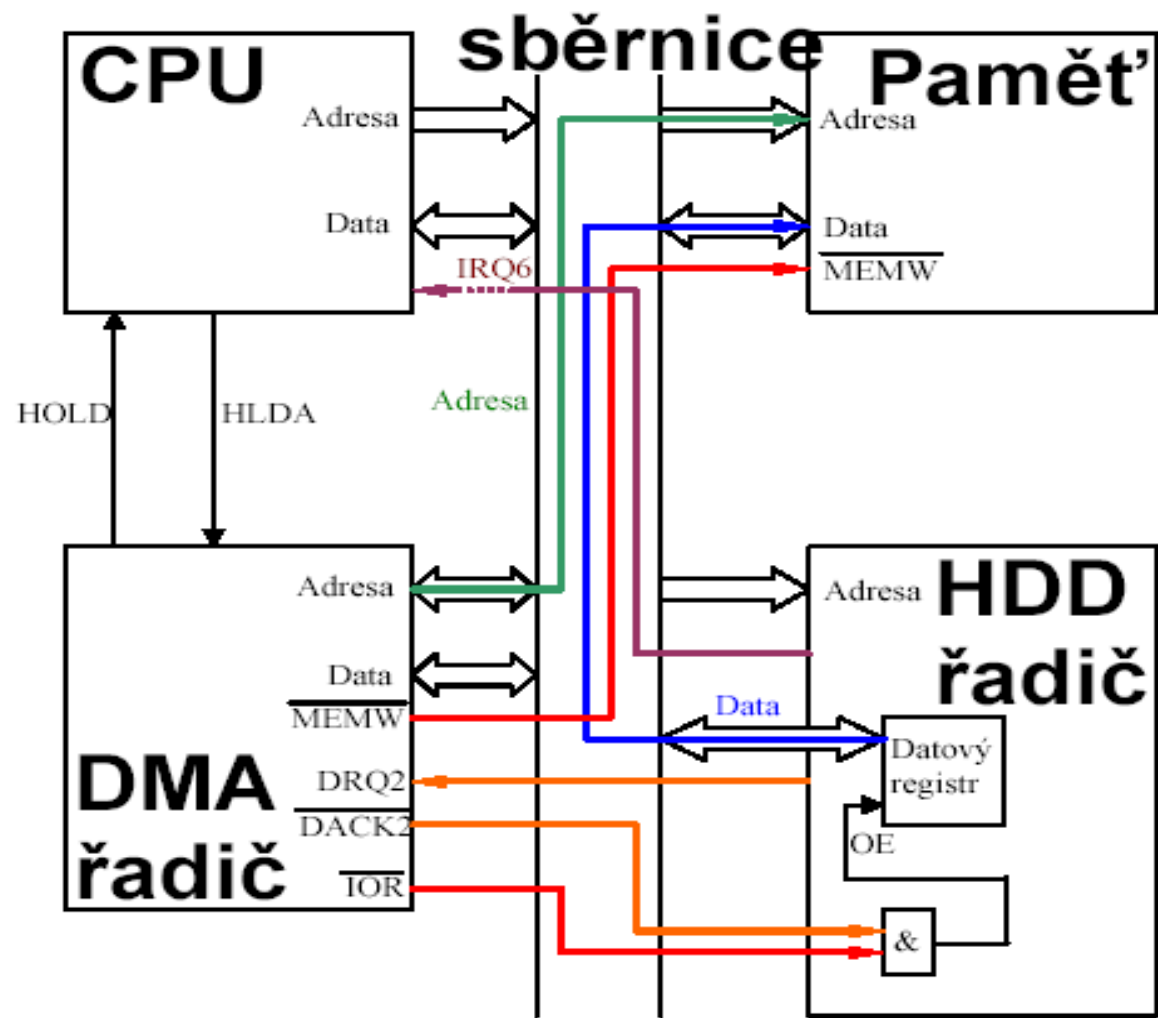 sběrnice
CPU
Adresa
Data
IRQ6
Paměť
Adresa
Data
MEMW
HOLD
HLDA
Adresa
Adresa
Data
MEMW
DRQ2
DACK2
IOR
DMA
řadič
HDD
řadič
Adresa
Data
Datový
registr
OE
&